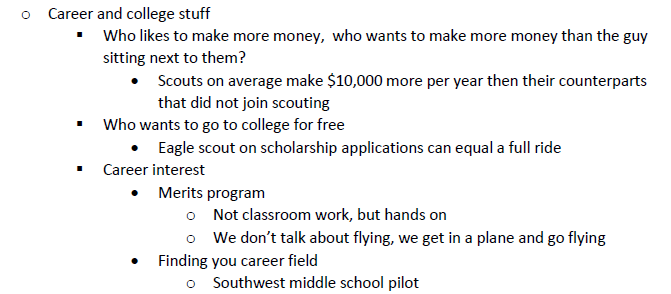 o Career and college stuff
▪ Who likes to make more money, who wants to make more money than the guy
sitting next to them?
• Scouts on average make $10,000 more per year then their counterparts
that did not join scouting
▪ Who wants to go to college for free
• Eagle scout on scholarship applications can equal a full ride
▪ Career interest
• Merits program
o Not classroom work, but hands on
o We don’t talk about flying, we get in a plane and go flying
• Finding you career field
o Southwest middle school pilot